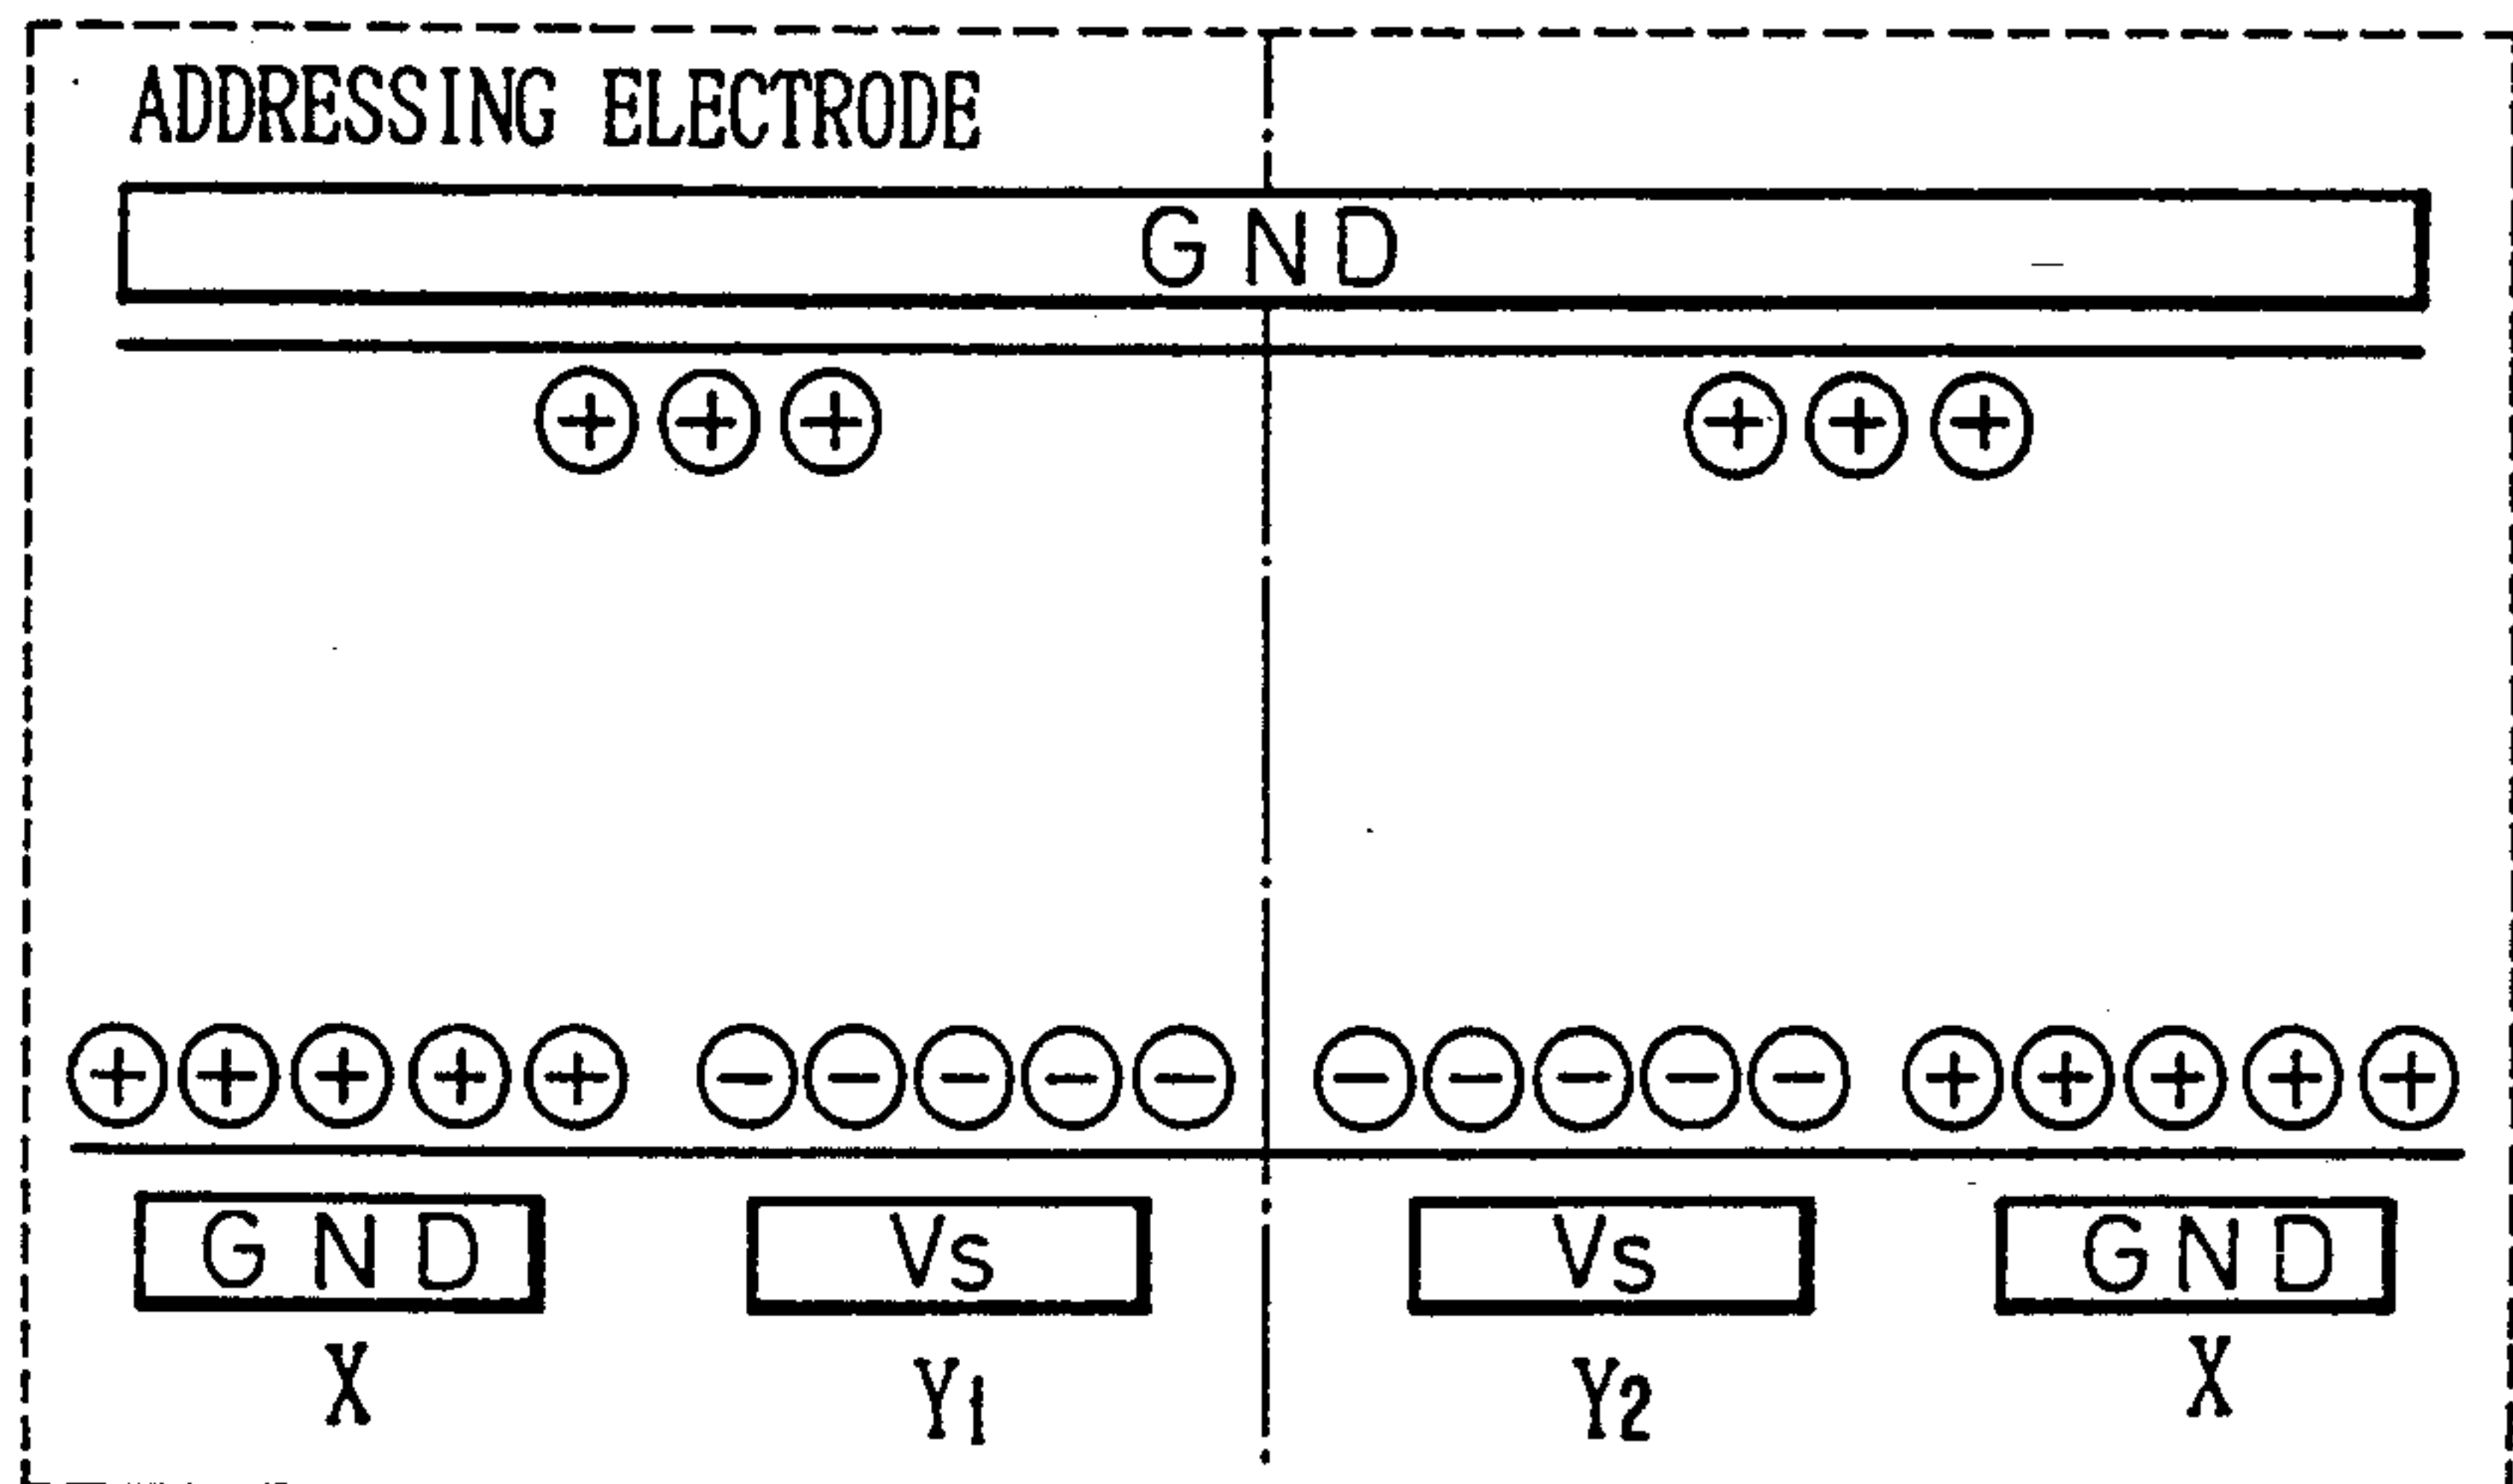 ADDRESSING ELECTRODE
GND
⊕⊕⊕ ⊕⊕⊕
⊕⊕⊕⊕⊕ ⊖⊖⊖⊖⊖ ⊖⊖⊖⊖⊖ ⊕⊕⊕⊕⊕
GND Vs Vs GND
X Y1 Y2 X